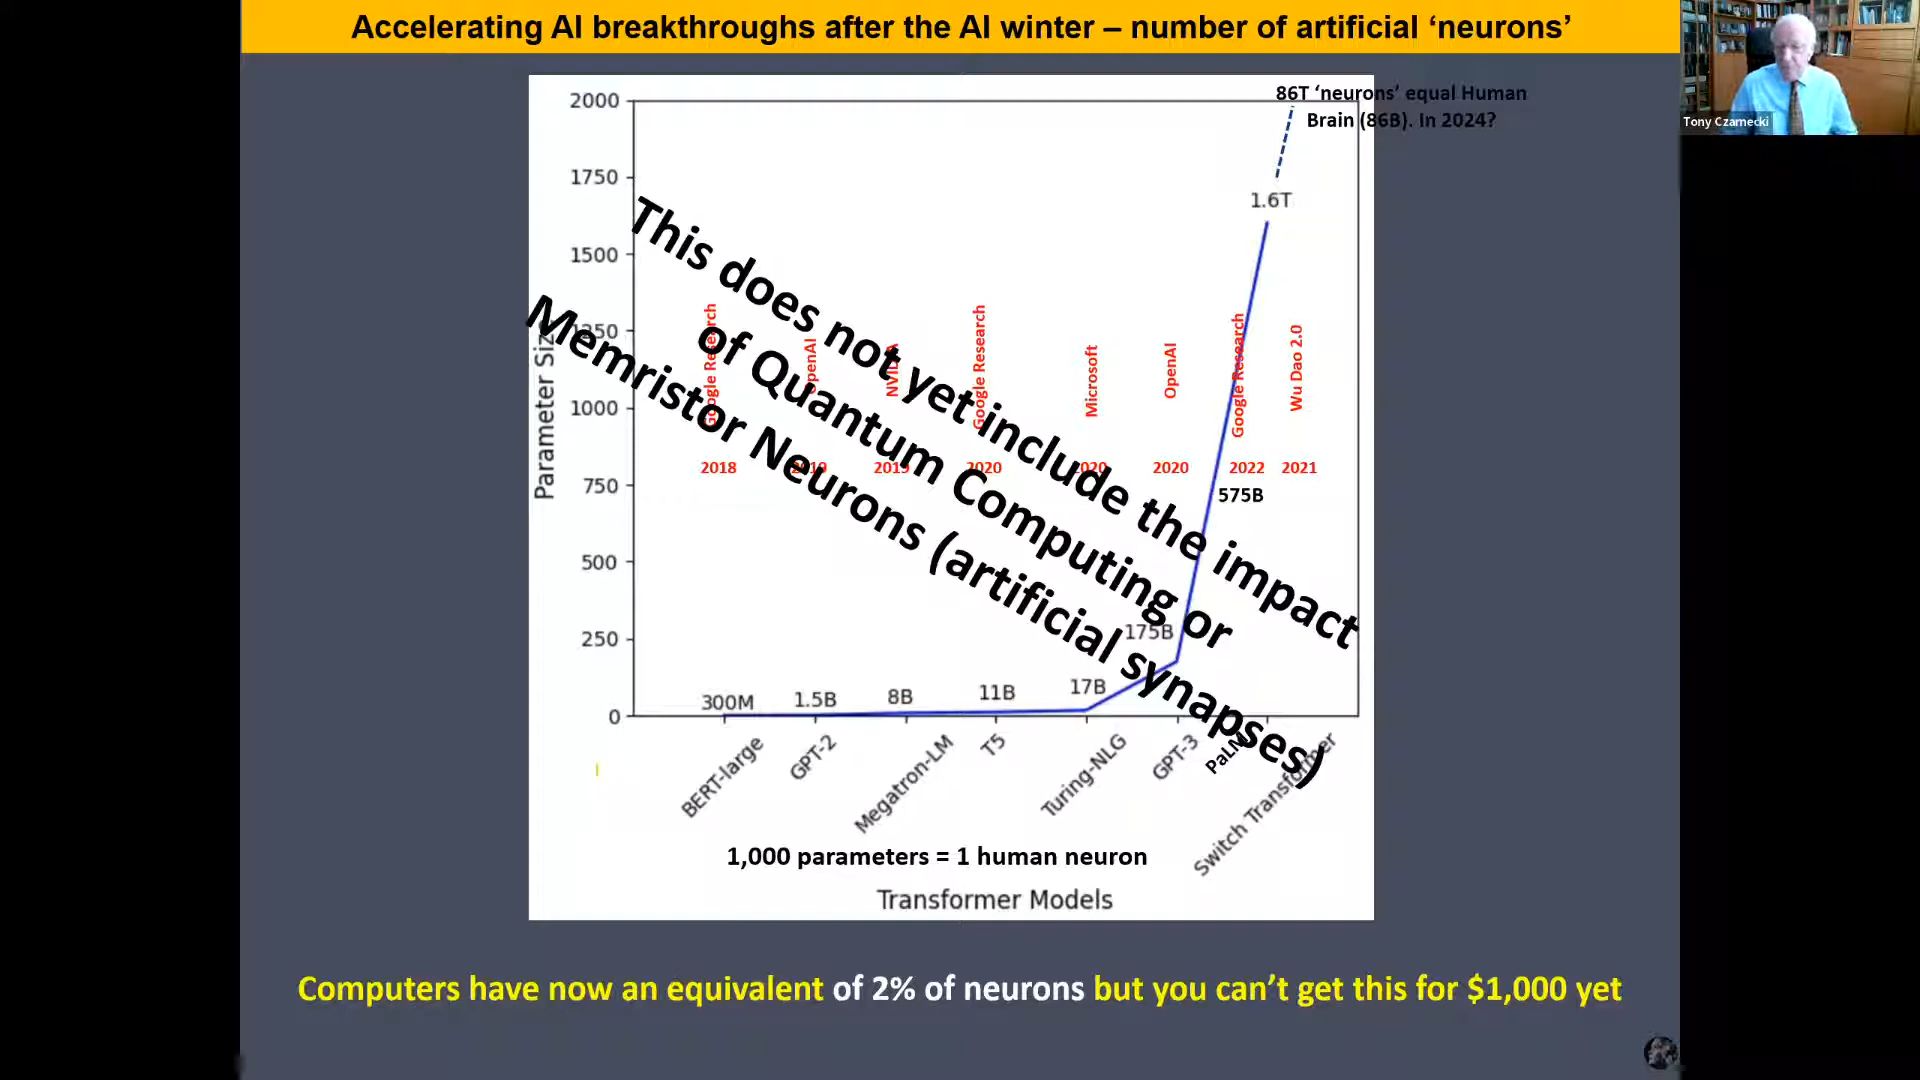 Accelerating AI breakthroughs after the AI winter – number of artificial ‘neurons’
Tony Czarnecki
86T ‘neurons’ equal Human
Brain (86B). In 2024?
2000
1750
1500
1250
1000
750
500
250
0
Parameter Size
1.6T
This does not yet include the impact
of Quantum Computing or
Memristor Neurons (artificial synapses)
Google Research
OpenAI
NVIDIA
Google Research
Microsoft
OpenAI
Google Research
Wu Dao 2.0
2018
2019
2019
2020
2020
2020
2022
2021
575B
175B
300M
1.5B
8B
11B
17B
BERT-large
GPT-2
Megatron-LM
T5
Turing-NLG
GPT-3
PaLM
Switch Transformer
1,000 parameters = 1 human neuron
Transformer Models
Computers have now an equivalent of 2% of neurons but you can’t get this for $1,000 yet